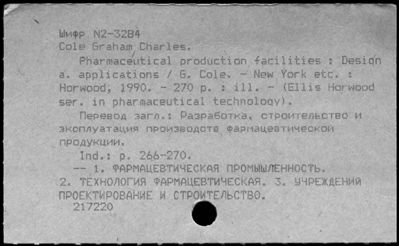 Шифр N2-3284
Cole Graham Charles.
Pharmaceutical production facilities : Design
a. applications / G. Cole. - New York etc. :
Horwood, 1990. - 270 p. : ill. - (Ellis Horwood
ser. in pharmaceutical technology).
Перевод загл.: Разработка, строительство и
эксплуатация производств фармацевтической
продукции.
Ind.: p. 266-270.
-- 1. ФАРМАЦЕВТИЧЕСКАЯ ПРОМЫШЛЕННОСТЬ.
2. ТЕХНОЛОГИЯ ФАРМАЦЕВТИЧЕСКАЯ. 3. УЧРЕЖДЕНИЙ
ПРОЕКТИРОВАНИЕ И СТРОИТЕЛЬСТВО.
217220